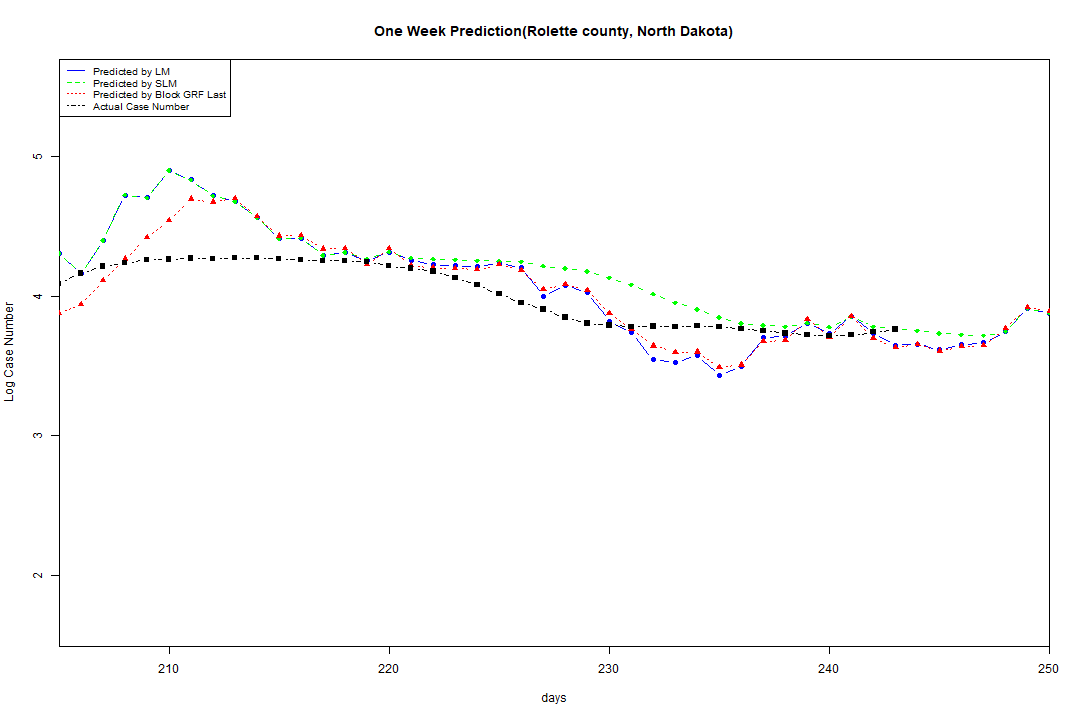 One Week Prediction(Rolette county, North Dakota)
Predicted by LM
Predicted by SLM
Predicted by Block GRF Last
Actual Case Number
5
4
3
2
Log Case Number
210 220 230 240 250
days